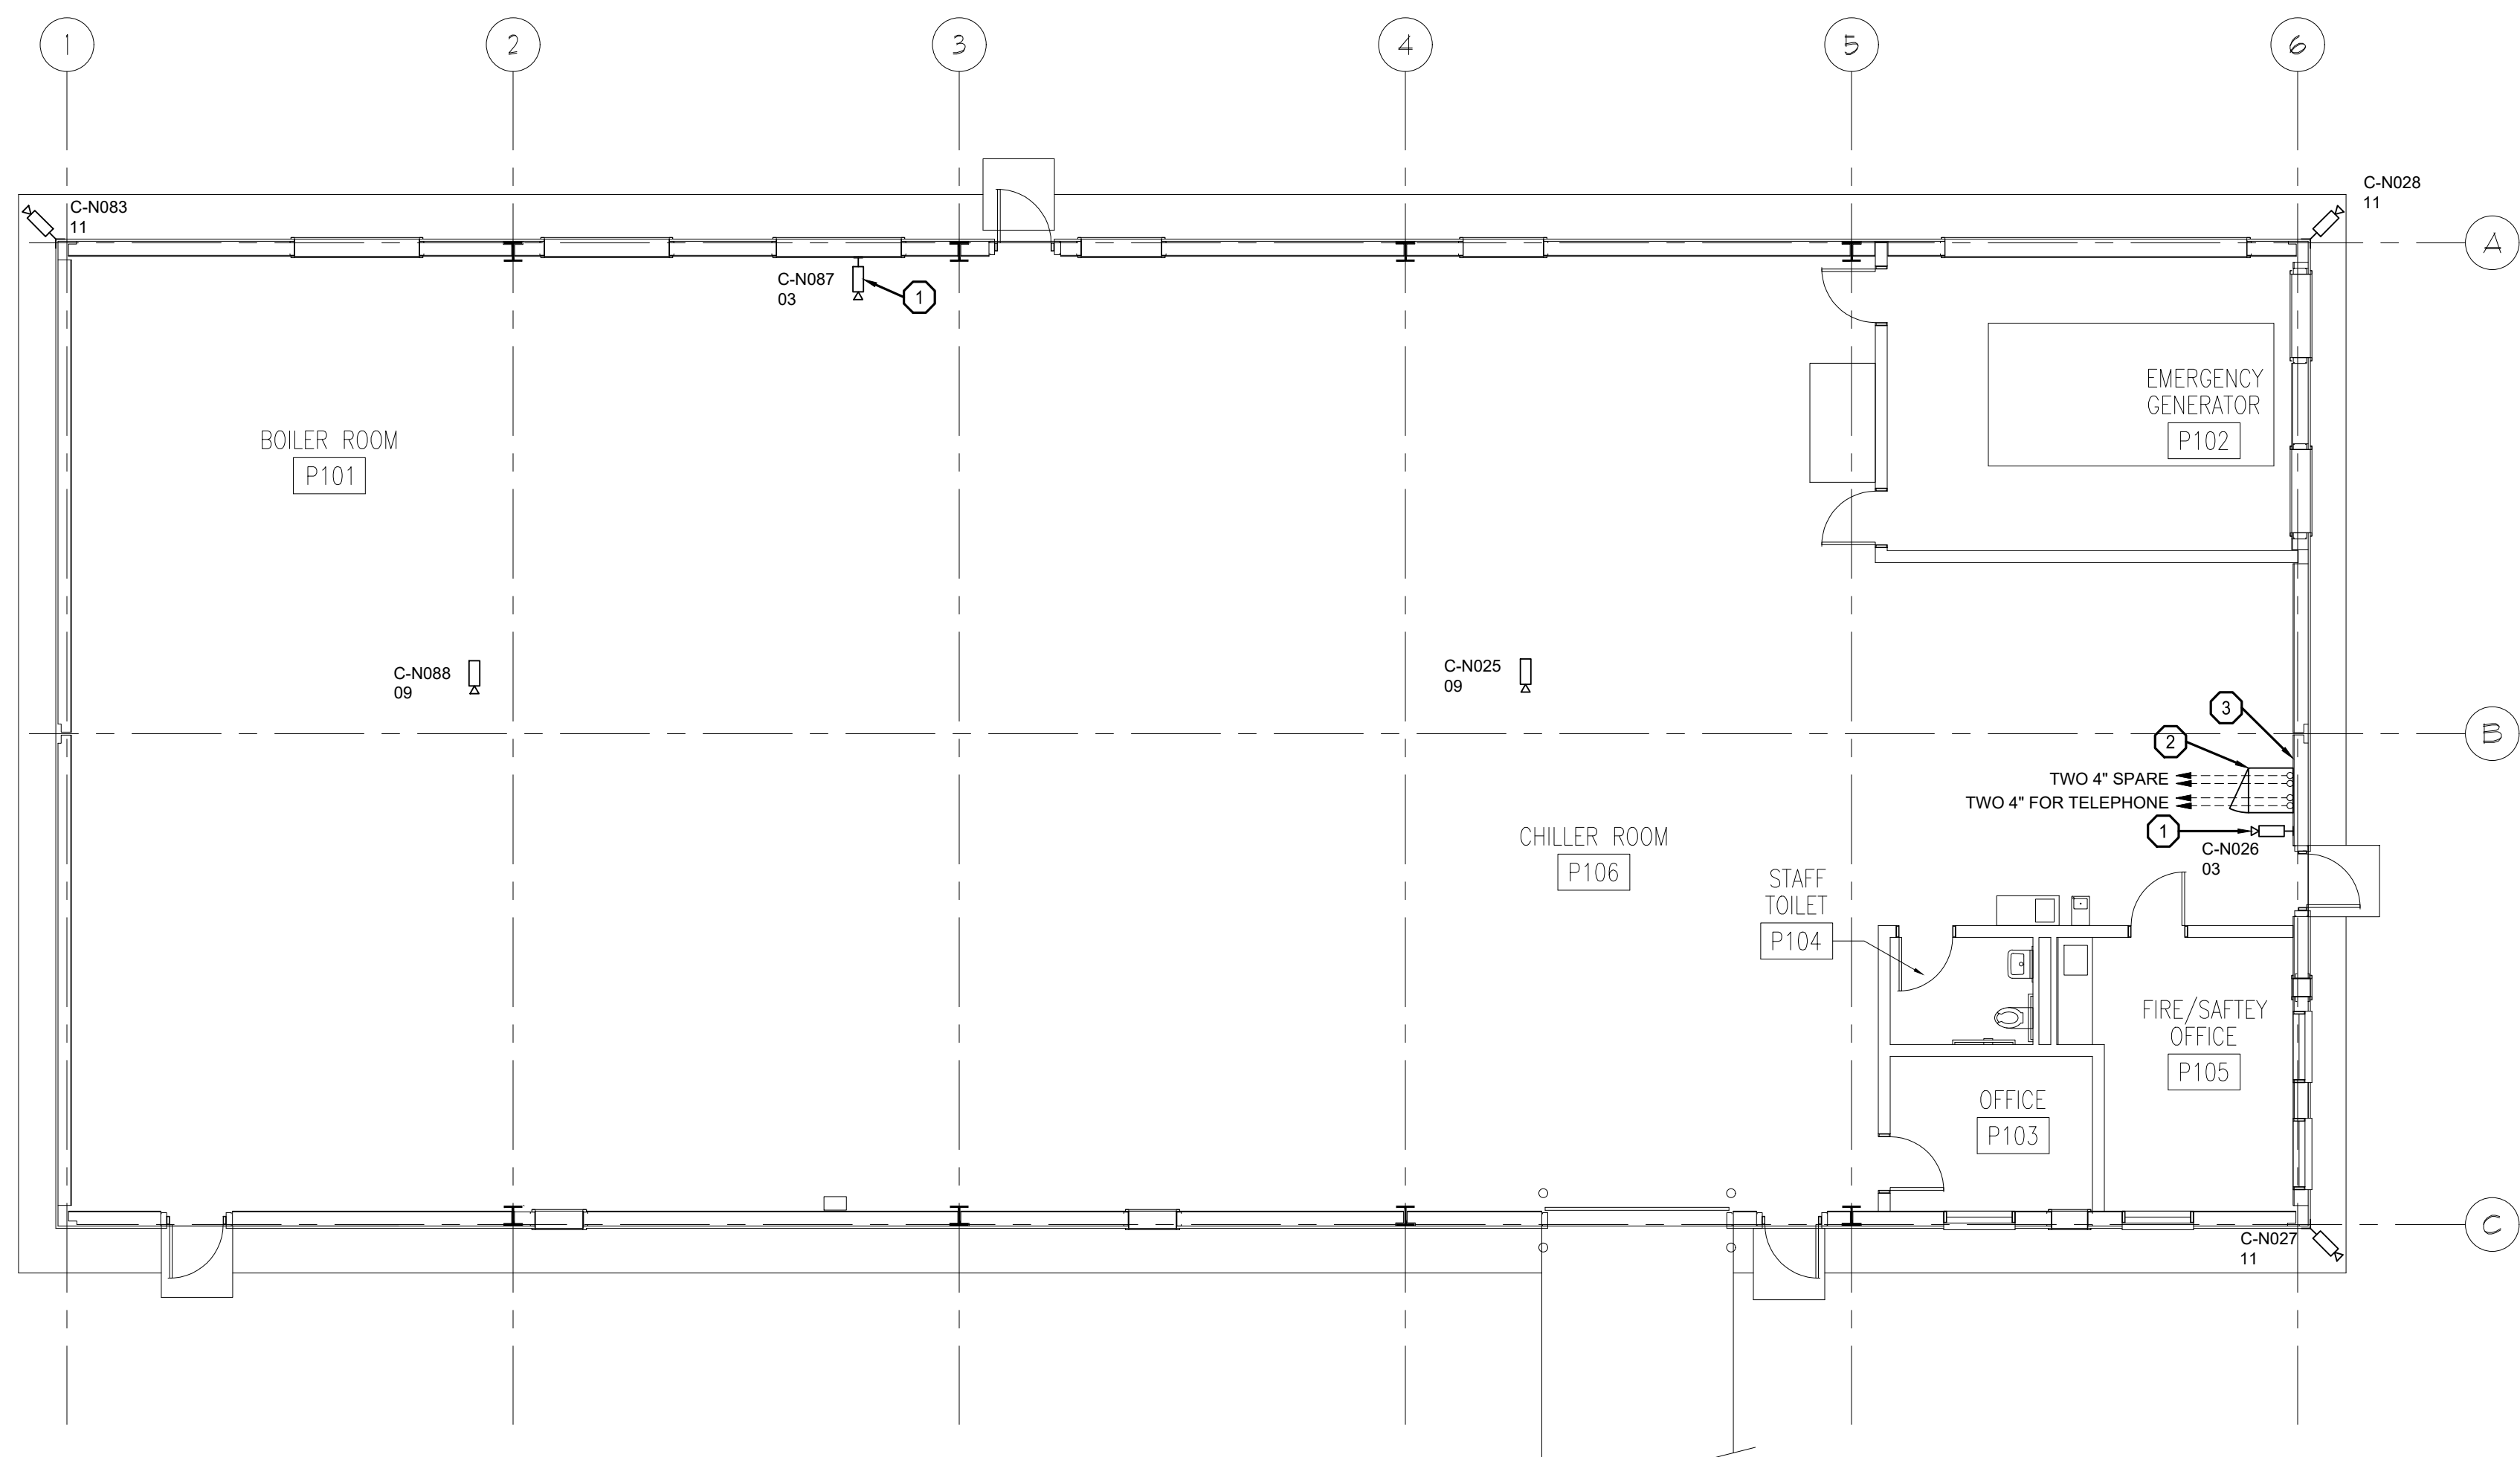 1
2
3
4
5
6
C-N083
11
C-N028
11
A
C-N087
03
1
EMERGENCY
GENERATOR
P102
BOILER ROOM
P101
C-N088
09
C-N025
09
3
B
2
TWO 4" SPARE
TWO 4" FOR TELEPHONE
1
C-N026
03
CHILLER ROOM
P106
STAFF
TOILET
P104
FIRE/SAFTEY
OFFICE
P105
OFFICE
P103
C-N027
11
C